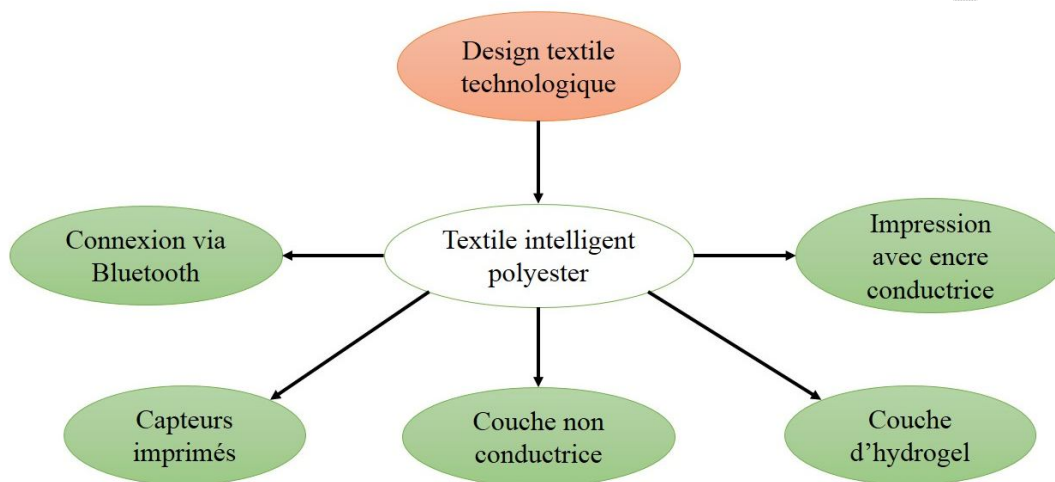 Design textile
technologique
Connexion via
Bluetooth
Textile intelligent
polyester
Impression
avec encre
conductrice
Capteurs
imprimés
Couche non
conductrice
Couche
d’hydrogel